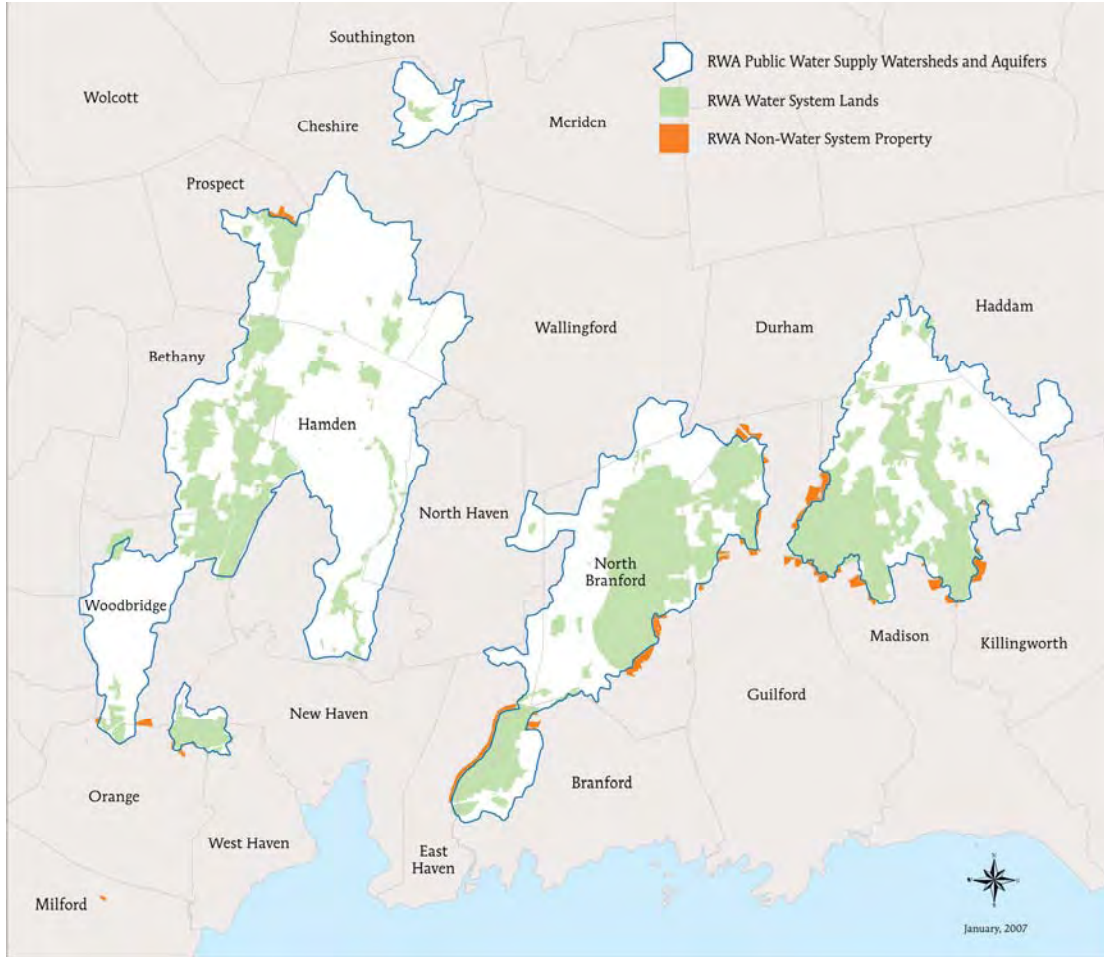 Southington
RWA Public Water Supply Watersheds and Aquifers
Wolcott
RWA Water System Lands
Cheshire
Meriden
RWA Non-Water System Property
Prospect
Haddam
Wallingford
Durham
Bethany
Hamden
North Haven
North
Branford
Woodbridge
Madison
Killingworth
Guilford
New Haven
Branford
Orange
West Haven
East
Haven
Milford
N
January, 2007